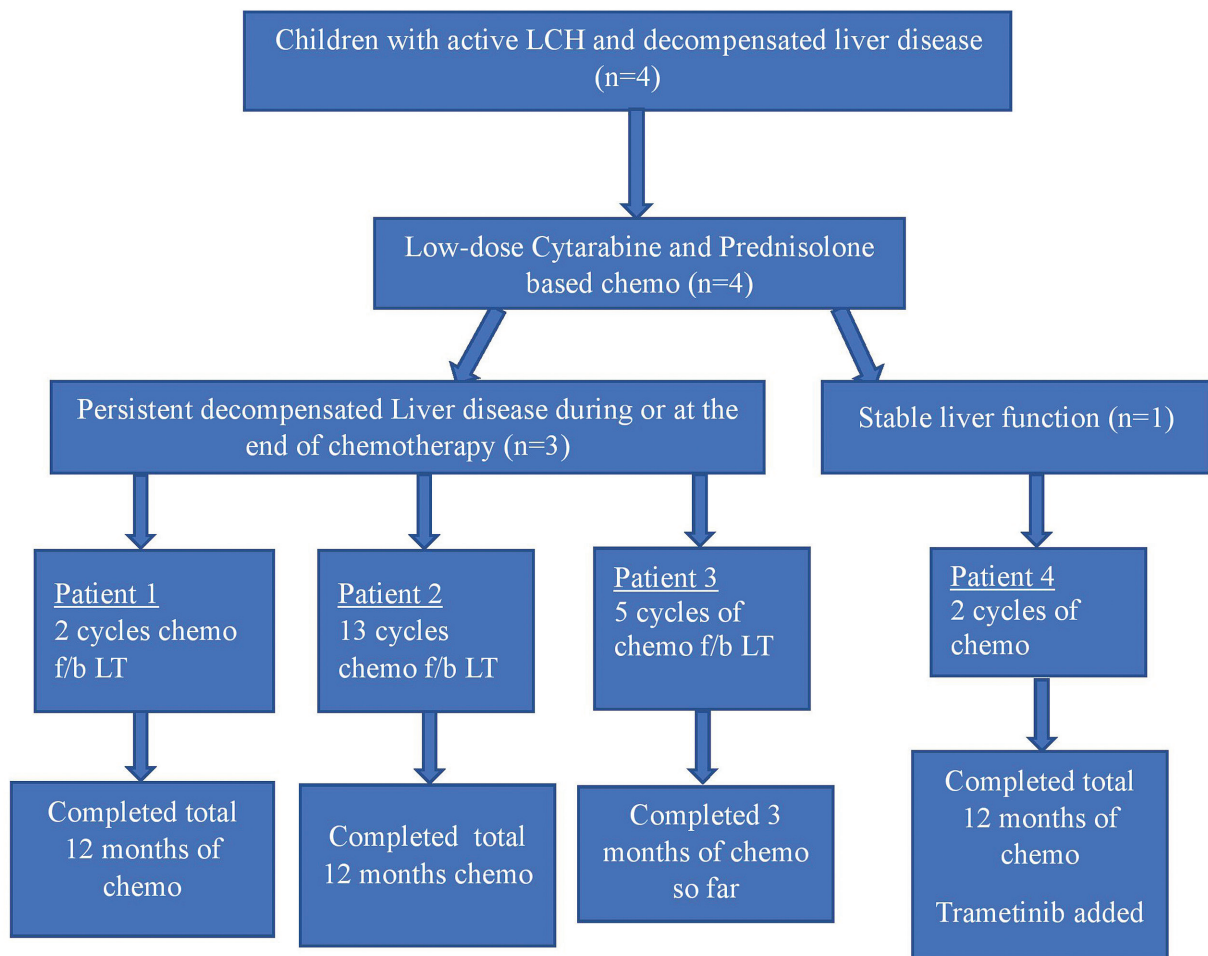 Children with active LCH and decompensated liver disease
(n=4)
Low-dose Cytarabine and Prednisolone
based chemo (n=4)
Persistent decompensated Liver disease during or at the
end of chemotherapy (n=3)
Stable liver function (n=1)
Patient 1
2 cycles chemo
f/b LT
Patient 2
13 cycles
chemo f/b LT
Patient 3
5 cycles of
chemo f/b LT
Patient 4
2 cycles of
chemo
Completed total
12 months of
chemo
Completed total
12 months chemo
Completed 3
months of chemo
so far
Completed total
12 months of
chemo
Trametinib added